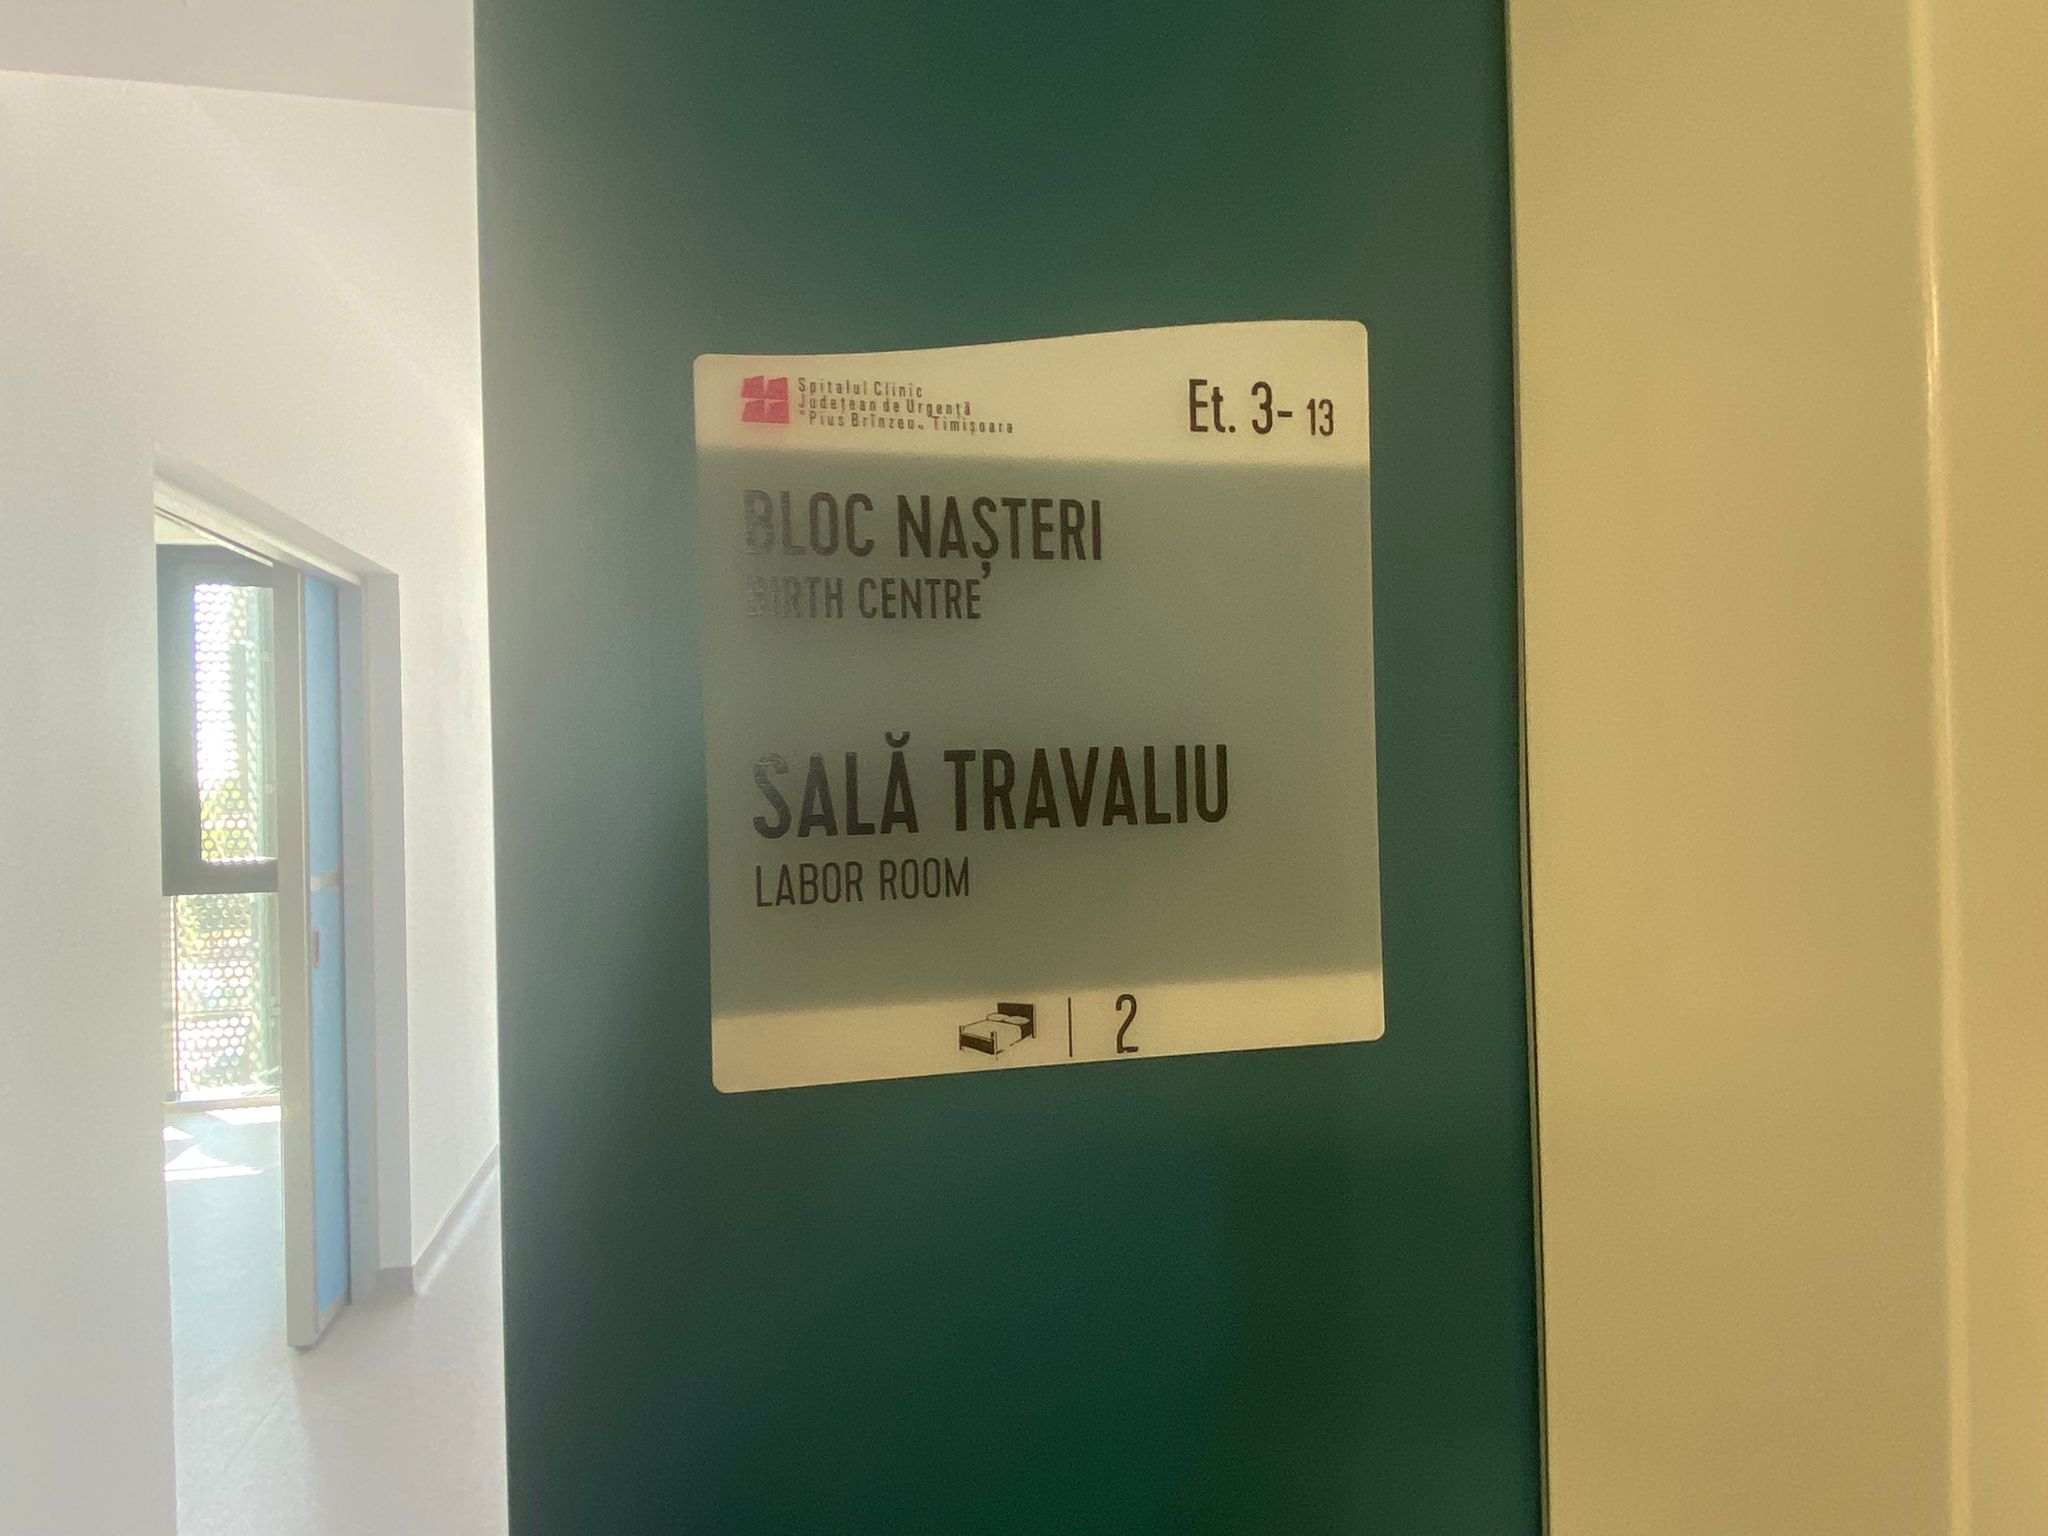 Spitalul Clinic
Județean de Urgență
"Pius Brînzeu„ Timișoara
Et. 3- 13
BLOC NAȘTERI
BIRTH CENTRE
SALĂ TRAVALIU
LABOR ROOM
| 2